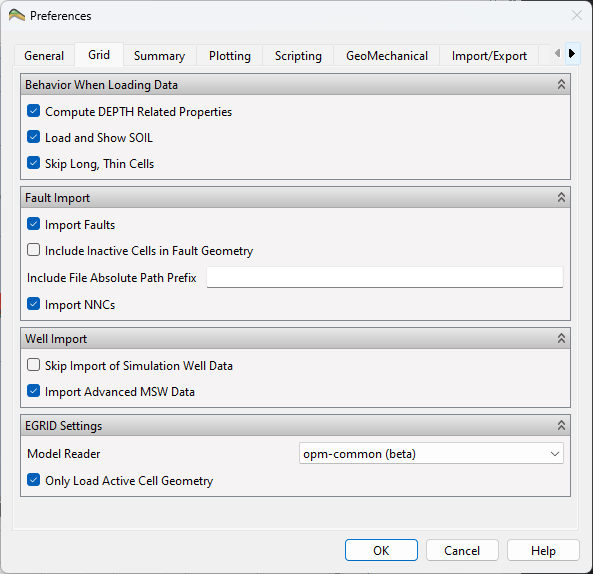 Preferences
General Grid Summary Plotting Scripting GeoMechanical Import/Export
Behavior When Loading Data
Compute DEPTH Related Properties
Load and Show SOIL
Skip Long, Thin Cells
Fault Import
Import Faults
Include Inactive Cells in Fault Geometry
Include File Absolute Path Prefix
Import NNCs
Well Import
Skip Import of Simulation Well Data
Import Advanced MSW Data
EGRID Settings
Model Reader opm-common (beta)
Only Load Active Cell Geometry
OK Cancel Help